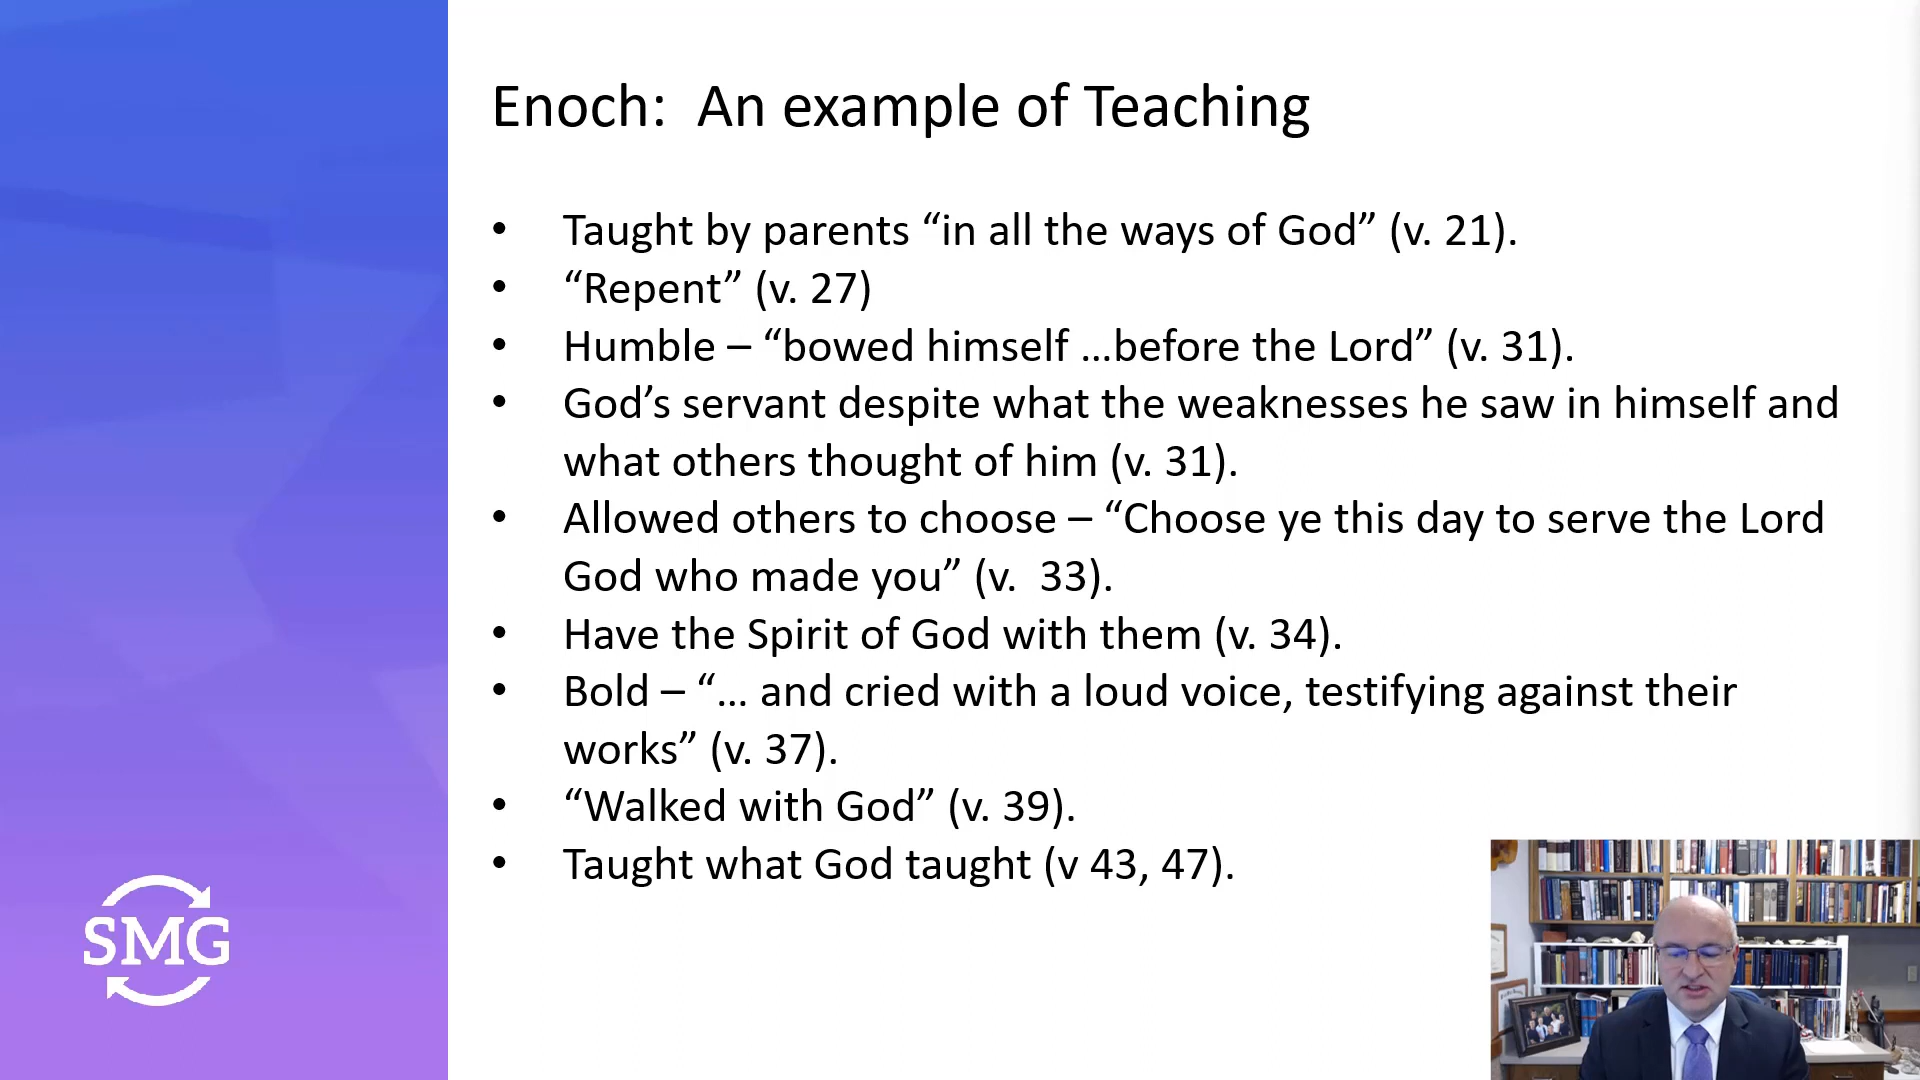 Enoch:  An example of Teaching
• Taught by parents “in all the ways of God” (v. 21).
• “Repent” (v. 27)
• Humble – “bowed himself …before the Lord” (v. 31).
• God’s servant despite what the weaknesses he saw in himself and
what others thought of him (v. 31).
• Allowed others to choose – “Choose ye this day to serve the Lord
God who made you” (v.  33).
• Have the Spirit of God with them (v. 34).
• Bold – “… and cried with a loud voice, testifying against their
works” (v. 37).
• “Walked with God” (v. 39).
• Taught what God taught (v 43, 47).
SMG